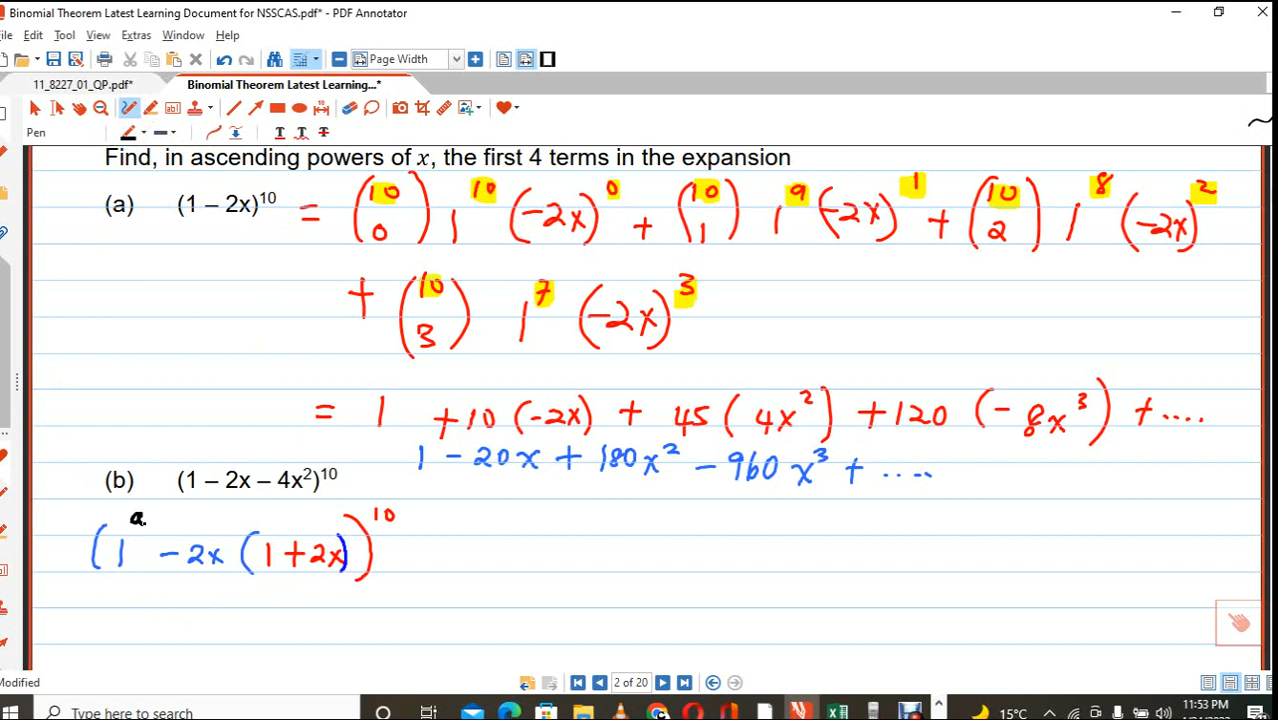 Binomial Theorem Latest Learning Document for NSSCAS.pdf* - PDF Annotator
ile Edit Tool View Extras Window Help
Page Width
11_8227_01_QP.pdf* Binomial Theorem Latest Learning...*
Pen
Find, in ascending powers of x, the first 4 terms in the expansion
(a) (1 – 2x)¹⁰ = (10 0) 1¹⁰ (-2x)⁰ + (10 1) 1⁹ (-2x)¹ + (10 2) 1⁸ (-2x)²
+ (10 3) 1⁷ (-2x)³
= 1 +10 (-2x) + 45 (4x²) +120 (-8x³) + ....
1 - 20x + 180x² - 960x³ + .....
(b) (1 – 2x – 4x²)¹⁰
a
(1 - 2x (1+2x))¹⁰
Modified 2 of 20
Type here to search 15°C 11:53 PM